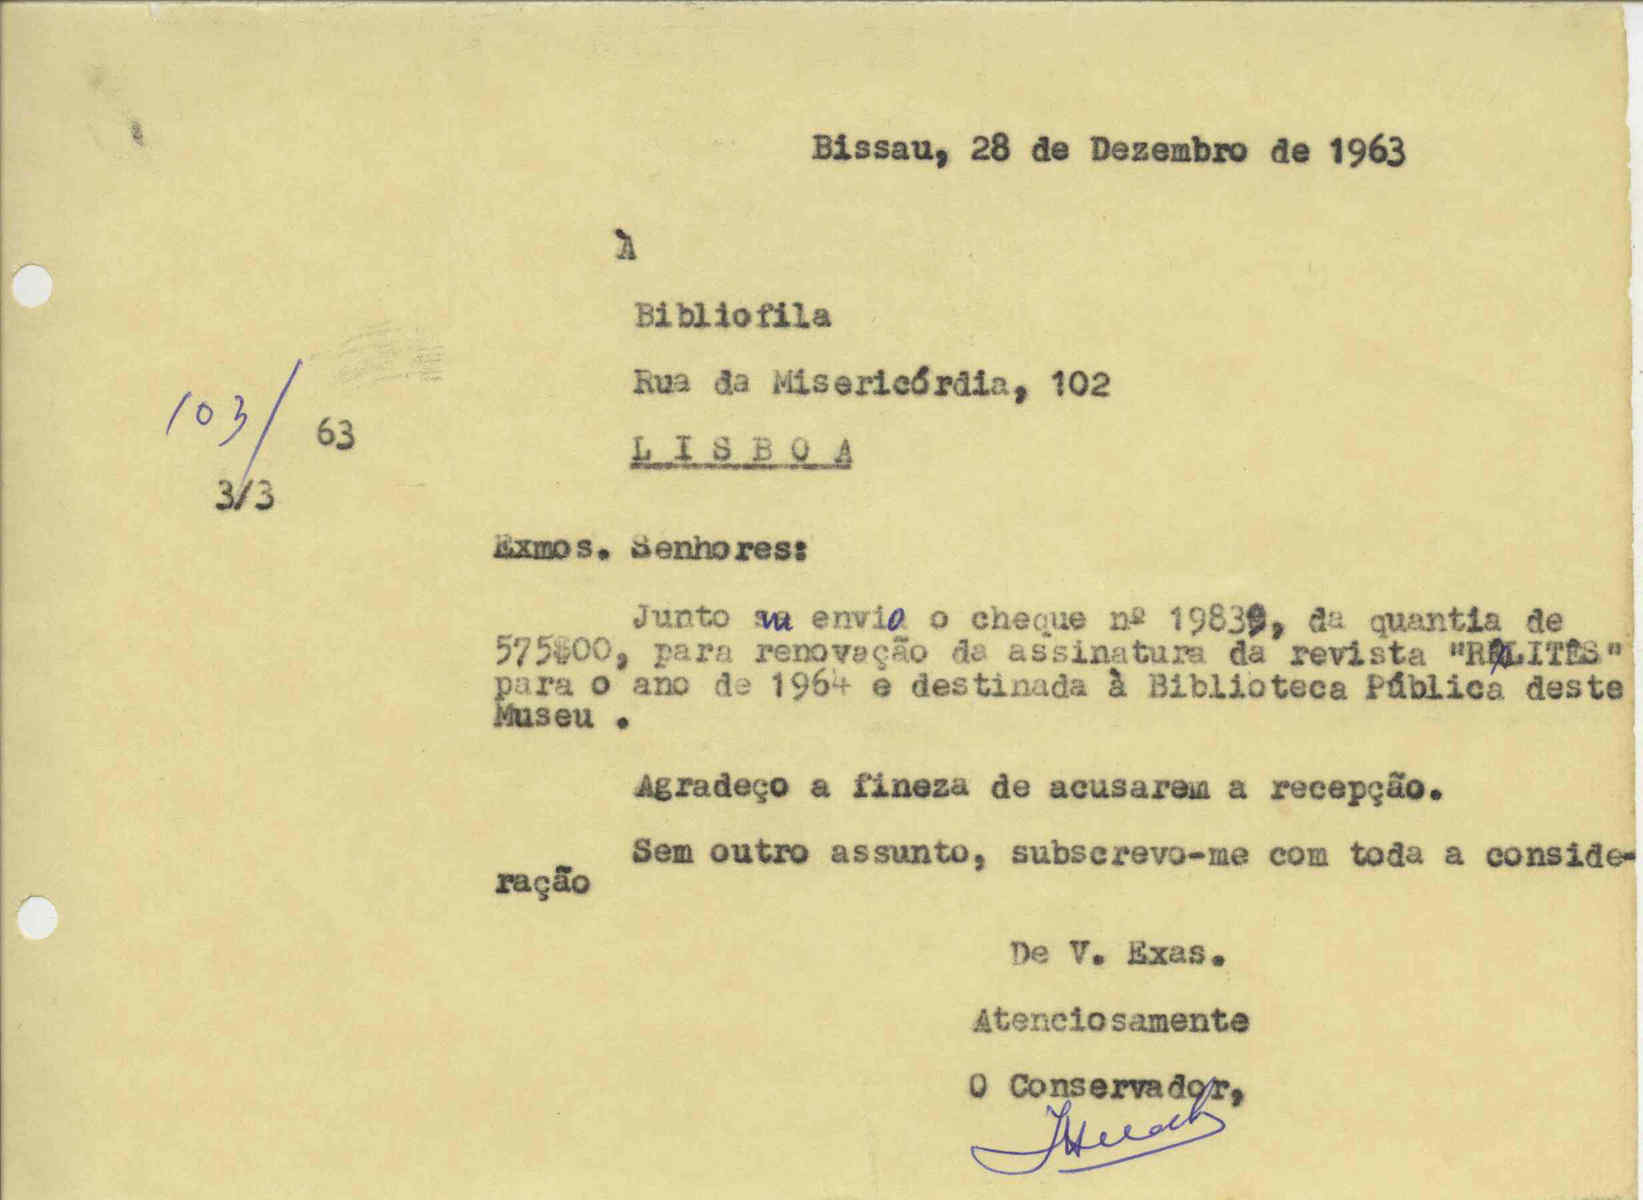 Bissau, 28 de Dezembro de 1963
À
Bibliofila
Rua da Misericórdia, 102
103/ 63
LISBOA
3/3
Exmos. Senhores:
Junto envio o cheque nº 19839, da quantia de
575$00, para renovação da assinatura da revista
para o ano de 1964 e destinada à Biblioteca Pública deste
Museu .
Agradeço a fineza de acusarem a recepção.
Sem outro assunto, subscrevo-me com toda a conside-
ração
De V. Exas.
Atenciosamente
O Conservador,